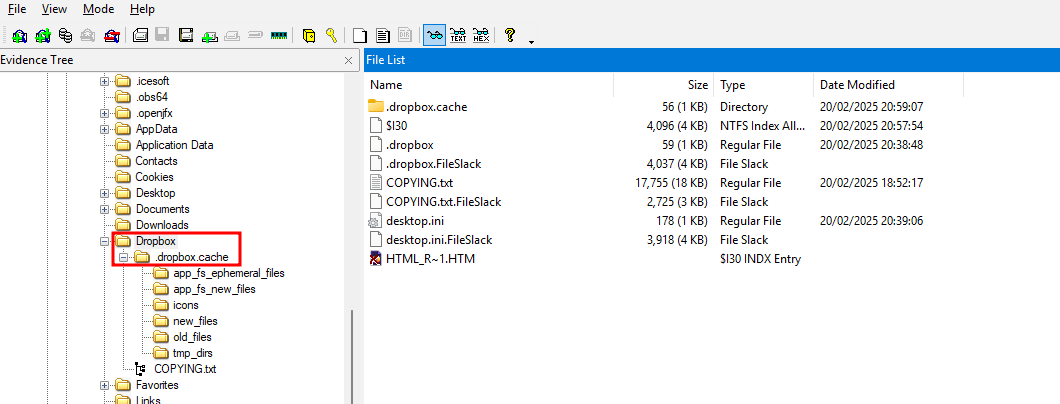 File View Mode Help
TEXT HEX
Evidence Tree
.icesoft
.obs64
.openjfx
AppData
Application Data
Contacts
Cookies
Desktop
Documents
Downloads
Dropbox
.dropbox.cache
app_fs_ephemeral_files
app_fs_new_files
icons
new_files
old_files
tmp_dirs
COPYING.txt
Favorites
Links
File List
Name Size Type Date Modified
.dropbox.cache 56 (1 KB) Directory 20/02/2025 20:59:07
$I30 4,096 (4 KB) NTFS Index All... 20/02/2025 20:57:54
.dropbox 59 (1 KB) Regular File 20/02/2025 20:38:48
.dropbox.FileSlack 4,037 (4 KB) File Slack
COPYING.txt 17,755 (18 KB) Regular File 20/02/2025 18:52:17
COPYING.txt.FileSlack 2,725 (3 KB) File Slack
desktop.ini 178 (1 KB) Regular File 20/02/2025 20:39:06
desktop.ini.FileSlack 3,918 (4 KB) File Slack
HTML_R~1.HTM $I30 INDX Entry